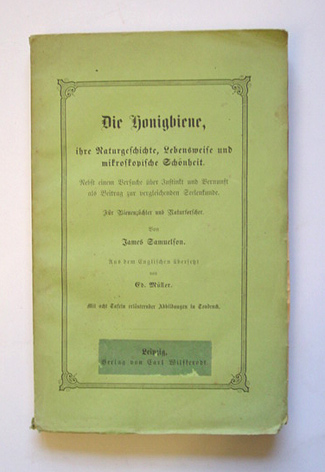 Die Honigbiene,
ihre Naturgeschichte, Lebensweise und
mikroskopische Schönheit.
Nebst einem Versuche über Instinkt und Vernunft
als Beitrag zur vergleichenden Seelenkunde.
Für Bienenzüchter und Naturforscher.
Von
James Samuelson.
Aus dem Englischen übersetzt
von
Ed. Müller.
Mit acht Tafeln erläuternder Abbildungen in Tondruck.
Leipzig.
Verlag von Carl Wilfferodt.